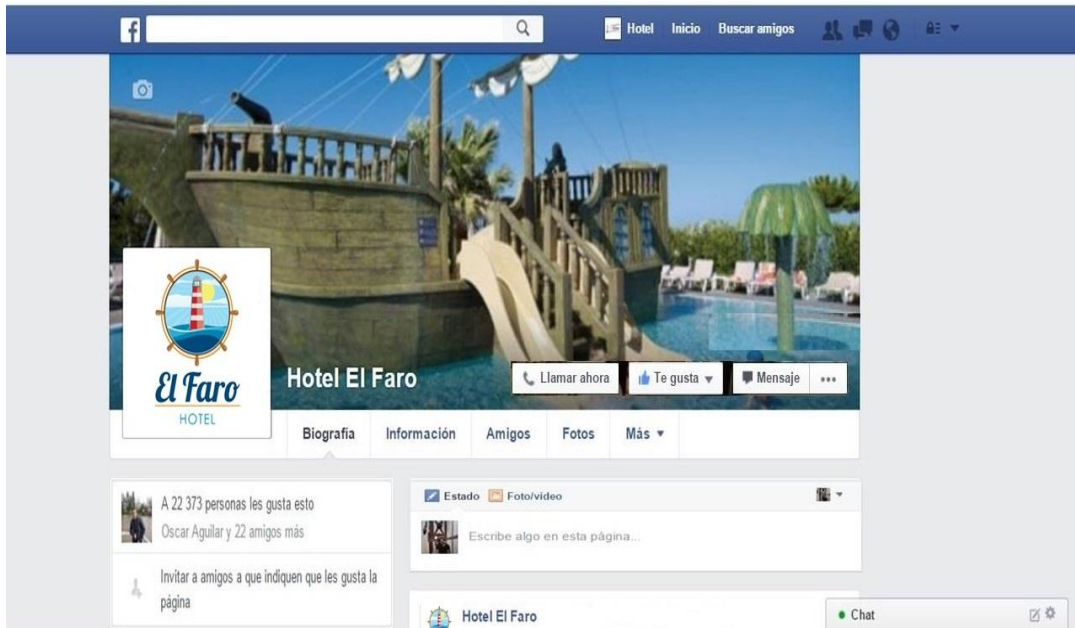 f
Hotel Inicio Buscar amigos
El Faro
HOTEL
Hotel El Faro
Llamar ahora
Te gusta
Mensaje
Biografía Información Amigos Fotos Más
A 22 373 personas les gusta esto
Oscar Aguilar y 22 amigos más
Invitar a amigos a que indiquen que les gusta la
página
Estado Foto/video
Escribe algo en esta página...
Hotel El Faro
Chat